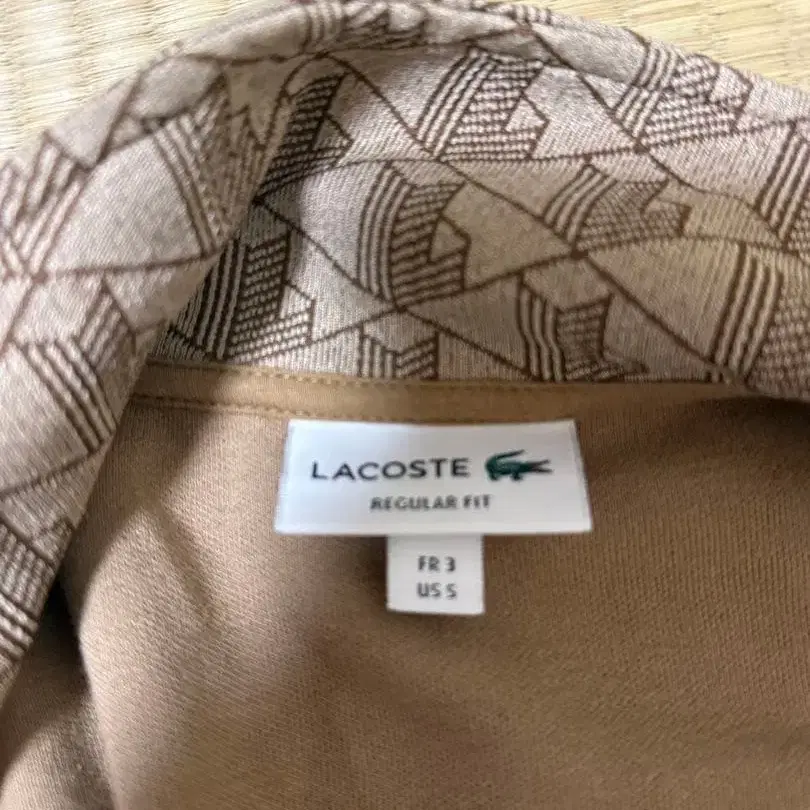 LACOSTE
REGULAR FIT
FR 3
US S